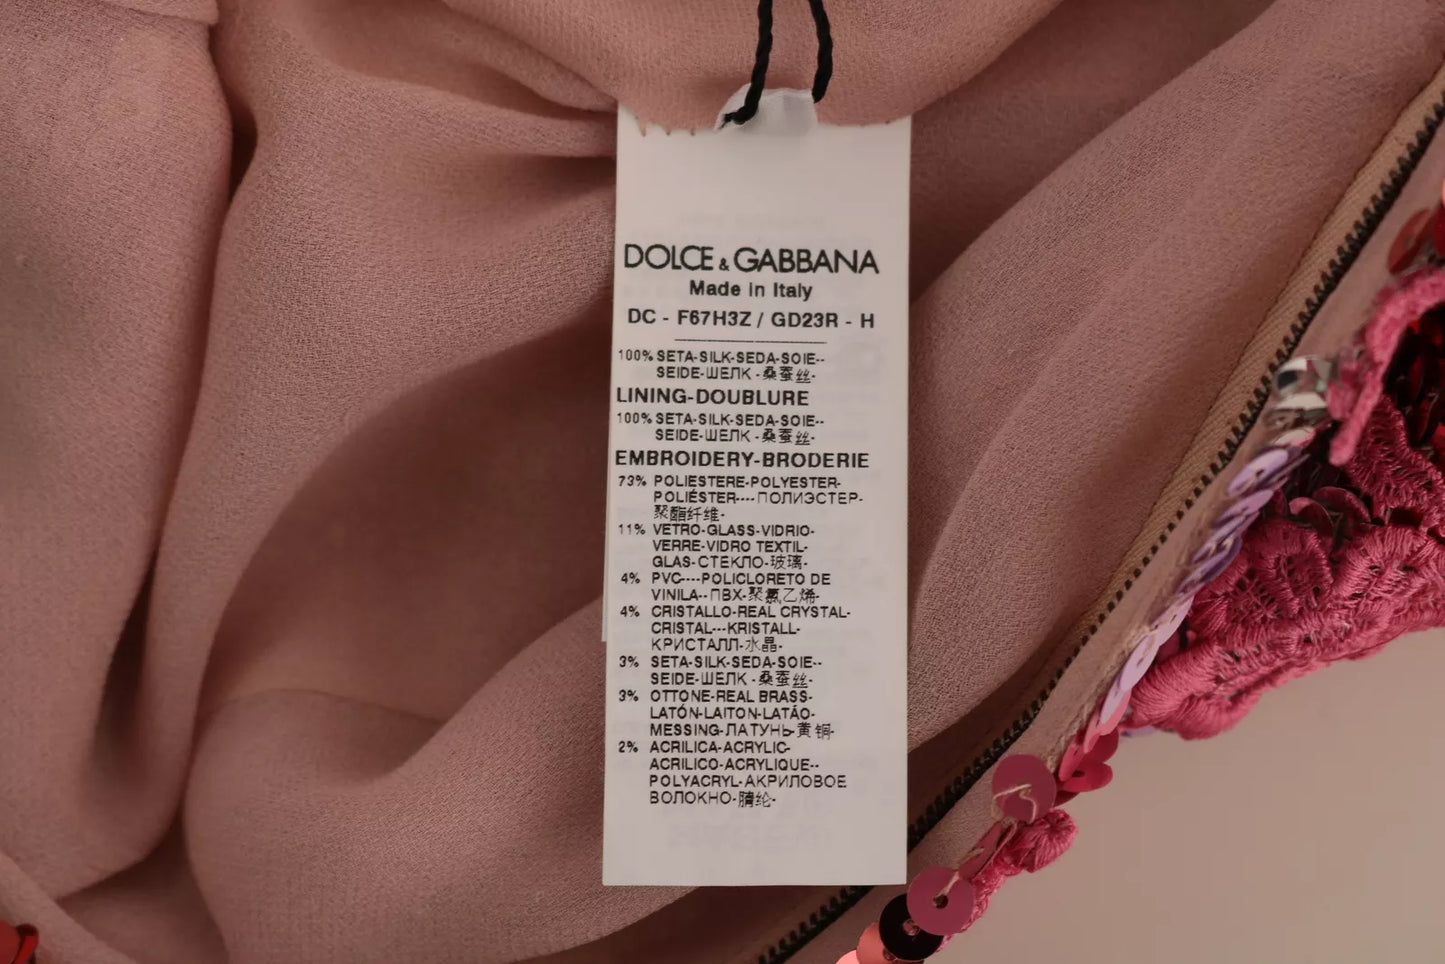 DOLCE & GABBANA
Made in Italy
DC - F67H3Z / GD23R - H
100% SETA-SILK-SEDA-SOIE--
SEIDE-ШЕЛК -桑蚕丝-
LINING-DOUBLURE
100% SETA-SILK-SEDA-SOIE--
SEIDE-ШЕЛК -桑蚕丝-
EMBROIDERY-BRODERIE
73% POLIESTERE-POLYESTER-
POLIÉSTER----ПОЛИЭСТЕР-
聚酯纤维-
11% VETRO-GLASS-VIDRIO-
VERRE-VIDRO TEXTIL-
GLAS-СТЕКЛО-玻璃-
4% PVC----POLICLORETO DE
VINILA--ПВХ-聚氯乙烯-
4% CRISTALLO-REAL CRYSTAL-
CRISTAL---KRISTALL-
КРИСТАЛЛ-水晶-
3% SETA-SILK-SEDA-SOIE--
SEIDE-ШЕЛК -桑蚕丝-
3% OTTONE-REAL BRASS-
LATÓN-LAITON-LATÃO-
MESSING-ЛАТУНЬ-黄铜-
2% ACRILICA-ACRYLIC-
ACRILICO-ACRYLIQUE--
POLYACRYL-АКРИЛОВОЕ
ВОЛОКНО-腈纶-